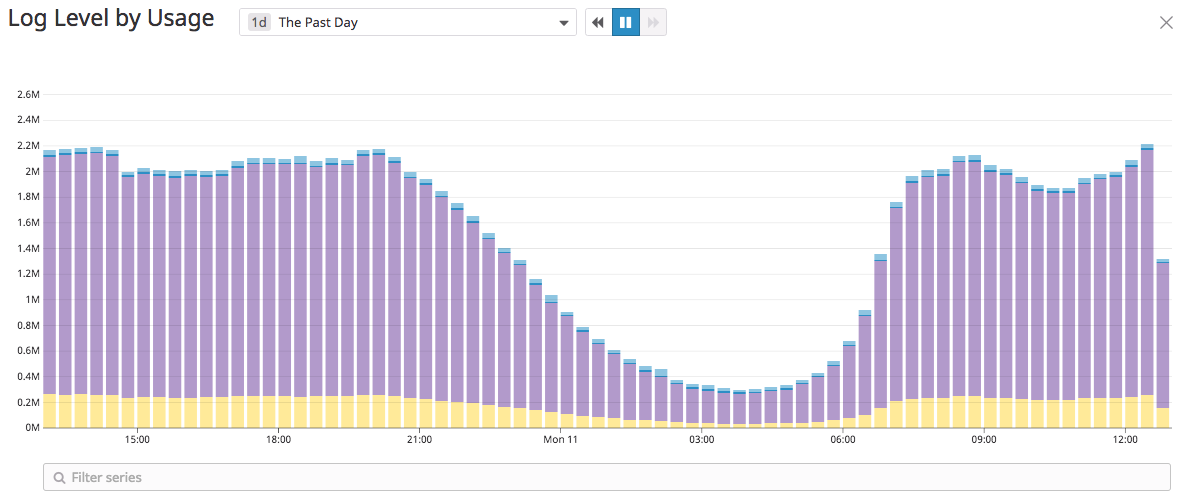 Log Level by Usage
1d The Past Day
2.6M
2.4M
2.2M
2M
1.8M
1.6M
1.4M
1.2M
1M
0.8M
0.6M
0.4M
0.2M
0M
15:00 18:00 21:00 Mon 11 03:00 06:00 09:00 12:00
Filter series